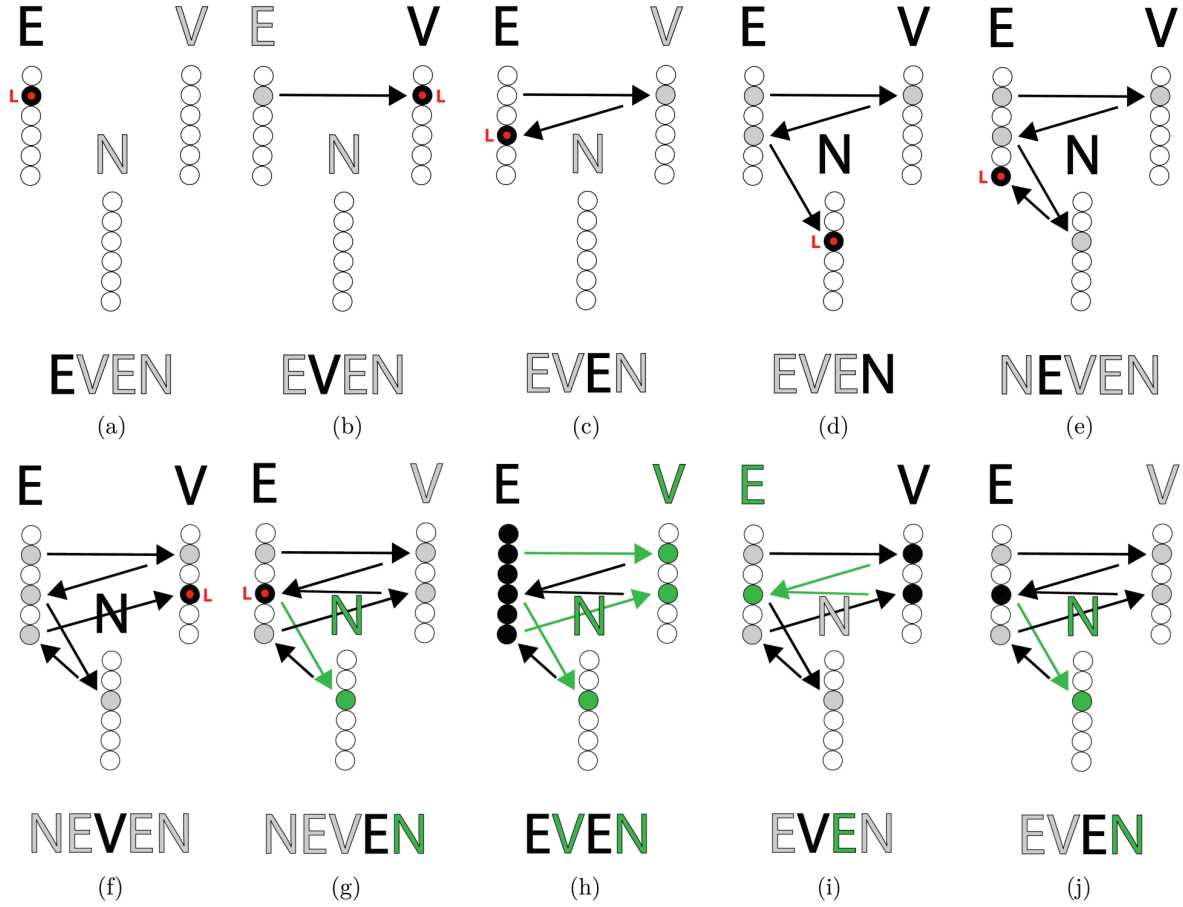 E V E V E V E V E V
L L
N N N N N
L
L
L
EVEN EVEN EVEN EVEN NEVEN
(a) (b) (c) (d) (e)
E V E V E V E V E V
L L
N N N N N
NEVEN NEVEN EVEN EVEN EVEN
(f) (g) (h) (i) (j)